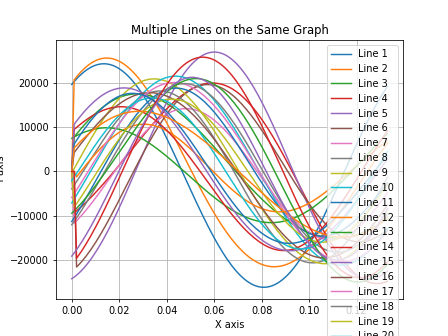 Multiple Lines on the Same Graph
20000
10000
0
−10000
−20000
0.00
0.02
0.04
0.06
0.08
0.10
X axis
Line 1
Line 2
Line 3
Line 4
Line 5
Line 6
Line 7
Line 8
Line 9
Line 10
Line 11
Line 12
Line 13
Line 14
Line 15
Line 16
Line 17
Line 18
Line 19
Line 20